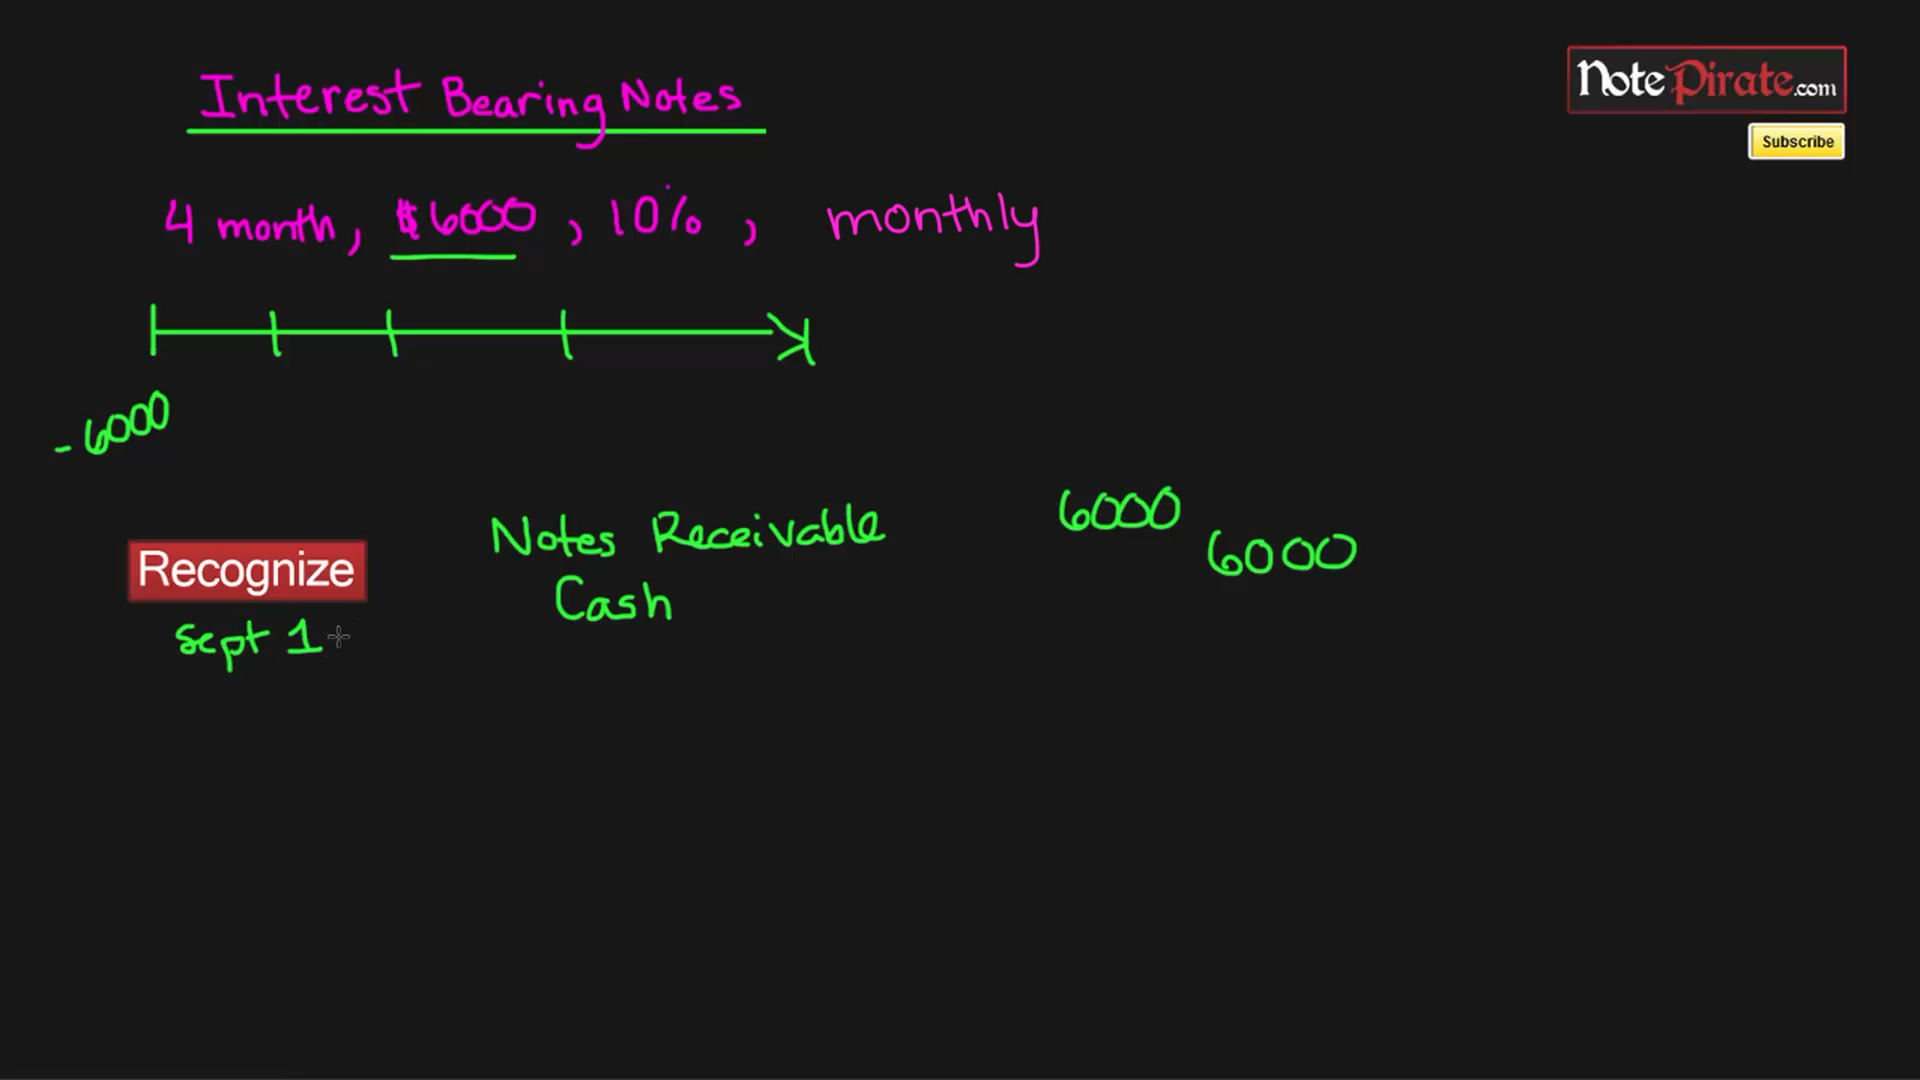 Interest Bearing Notes
NotePirate.com
Subscribe
4 month, $6000, 10%, monthly
-6000
Notes Receivable 6000
Cash 6000
Recognize
Sept 1